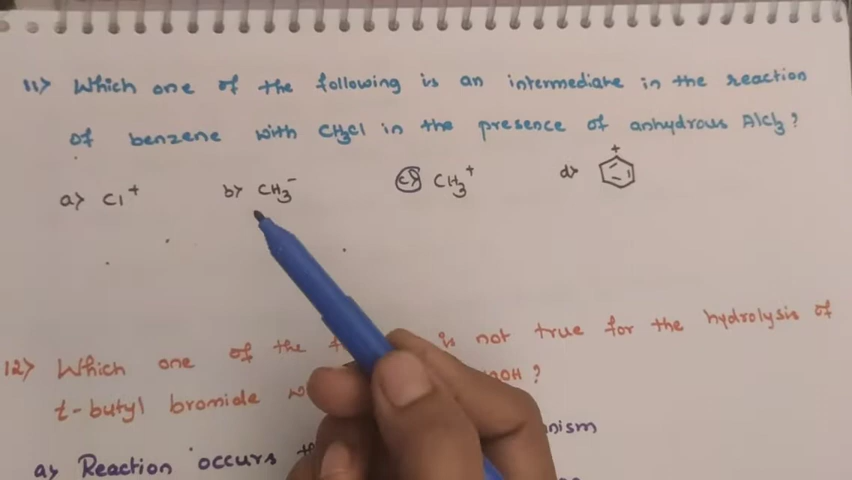 11) Which one of the following is an intermediate in the reaction
of benzene with CH3Cl in the presence of anhydrous AlCl3?
a) Cl+ b) CH3- c) CH3+ d) +
12) Which one of the is not true for the hydrolysis of
t-butyl bromide OH?
a) Reaction occurs